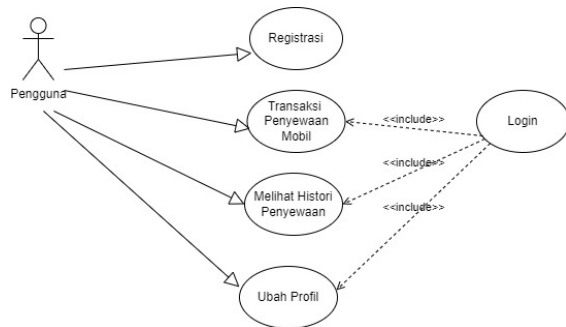 Registrasi
Pengguna
Transaksi
Penyewaan
Mobil
<<include>>
Login
<<include>>
Melihat Histori
Penyewaan
<<include>>
Ubah Profil